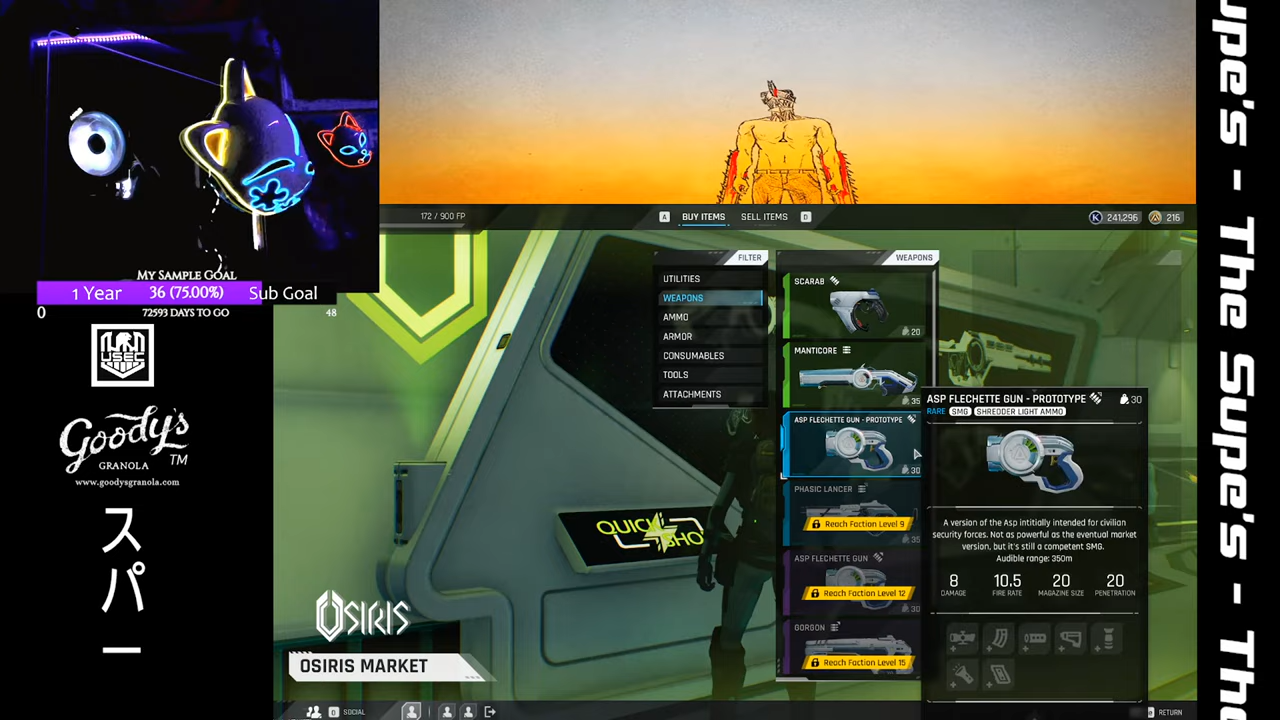 172 / 900 FP
A BUY ITEMS SELL ITEMS D
K 241,296 216
MY SAMPLE GOAL
1 Year 36 (75.00%) Sub Goal
0 72593 DAYS TO GO 48
USEC
Goody's
GRANOLA TM
www.goodysgranola.com
スパー
FILTER
UTILITIES
WEAPONS
AMMO
ARMOR
CONSUMABLES
TOOLS
ATTACHMENTS
WEAPONS
SCARAB
20
MANTICORE
35
ASP FLECHETTE GUN - PROTOTYPE
30
PHASIC LANCER
Reach Faction Level 9
35
ASP FLECHETTE GUN
Reach Faction Level 12
30
GORGON
Reach Faction Level 15
ASP FLECHETTE GUN - PROTOTYPE 30
RARE SMG SHREDDER LIGHT AMMO
A version of the Asp intitially intended for civilian
security forces. Not as powerful as the eventual market
version, but it's still a competent SMG.
Audible range: 350m
8 10.5 20 20
DAMAGE FIRE RATE MAGAZINE SIZE PENETRATION
QUICK
SHO
OSIRIS
OSIRIS MARKET
SOCIAL
RETURN
upe's - The Supe's - The